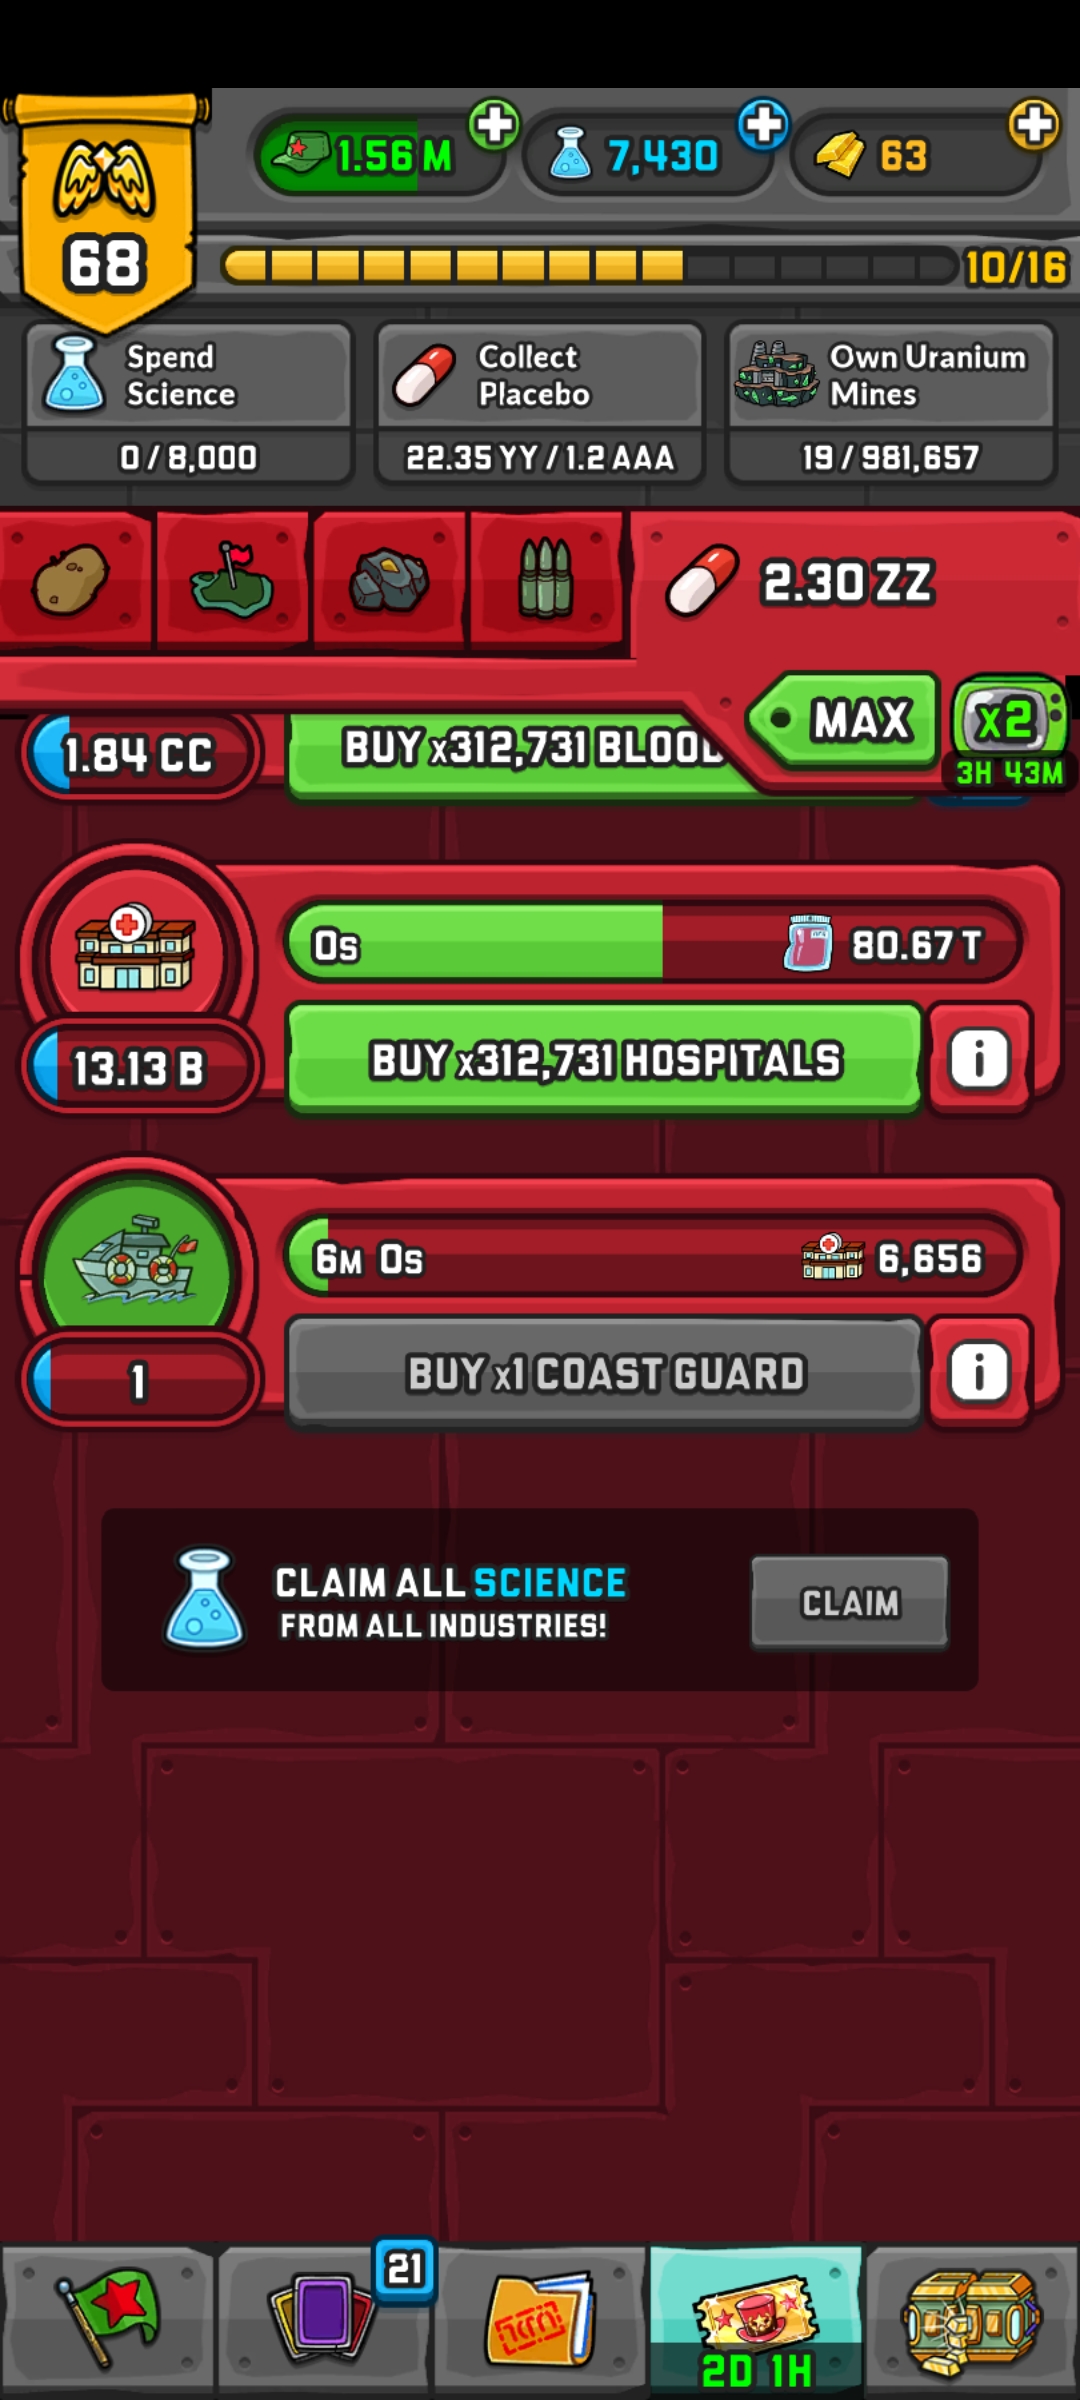 1.56 M
7,430
63
68
10/16
Spend
Science
0 / 8,000
Collect
Placebo
22.35 YY / 1.2 AAA
Own Uranium
Mines
19 / 981,657
2.30 ZZ
MAX
x2
3H 43M
1.84 CC
BUY x312,731 BLOOD
0s
80.67 T
13.13 B
BUY x312,731 HOSPITALS
i
6M 0s
6,656
1
BUY x1 COAST GUARD
i
CLAIM ALL SCIENCE
FROM ALL INDUSTRIES!
CLAIM
21
2D 1H